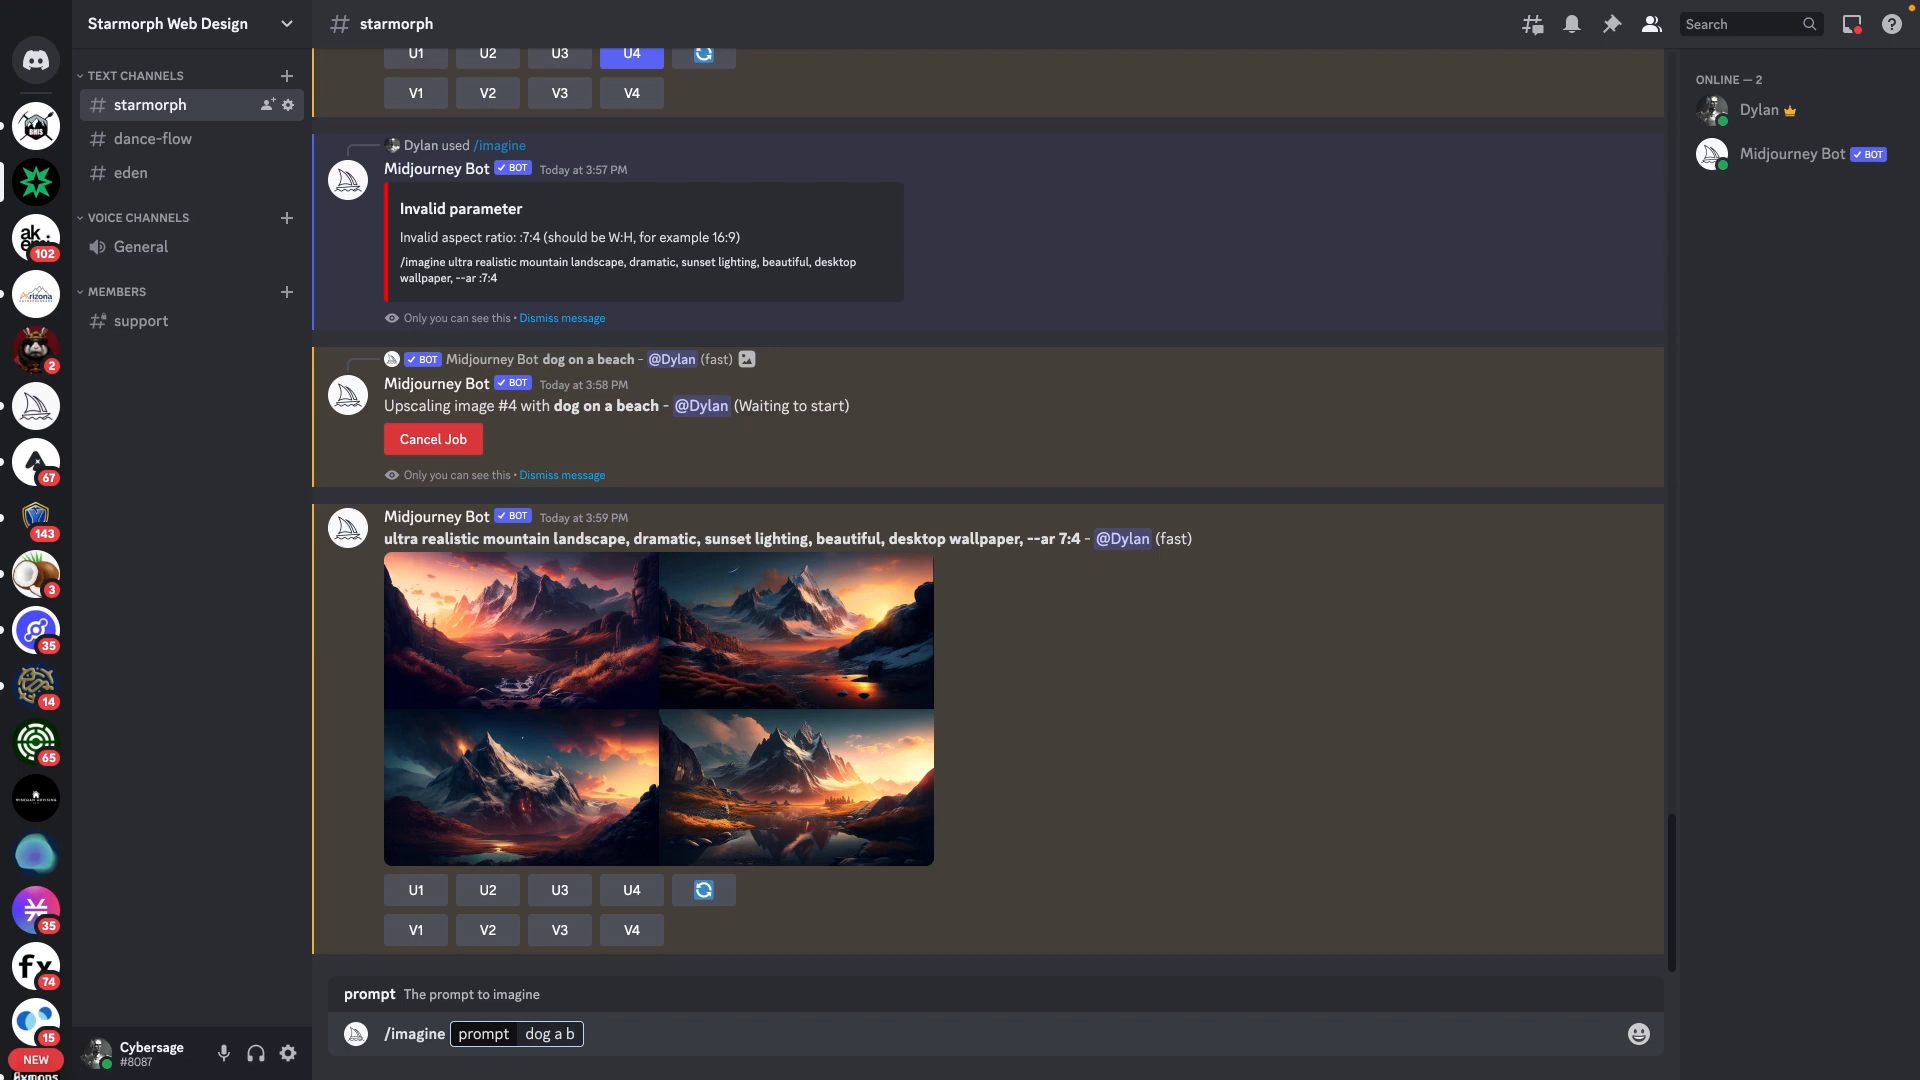 Starmorph Web Design
starmorph
Search
TEXT CHANNELS
starmorph
dance-flow
eden
VOICE CHANNELS
General
MEMBERS
support
BHIS
ak
102
Arizona
2
67
143
3
35
14
65
35
fx
74
15
NEW
U1 U2 U3 U4
V1 V2 V3 V4
Dylan used /imagine
Midjourney Bot ✓ BOT Today at 3:57 PM
Invalid parameter
Invalid aspect ratio: :7:4 (should be W:H, for example 16:9)
/imagine ultra realistic mountain landscape, dramatic, sunset lighting, beautiful, desktop
wallpaper, --ar :7:4
Only you can see this • Dismiss message
✓ BOT Midjourney Bot dog on a beach - @Dylan (fast)
Midjourney Bot ✓ BOT Today at 3:58 PM
Upscaling image #4 with dog on a beach - @Dylan (Waiting to start)
Cancel Job
Only you can see this • Dismiss message
Midjourney Bot ✓ BOT Today at 3:59 PM
ultra realistic mountain landscape, dramatic, sunset lighting, beautiful, desktop wallpaper, --ar 7:4 - @Dylan (fast)
U1 U2 U3 U4
V1 V2 V3 V4
prompt The prompt to imagine
/imagine prompt dog a b
Cybersage
#8087
ONLINE — 2
Dylan
Midjourney Bot ✓ BOT